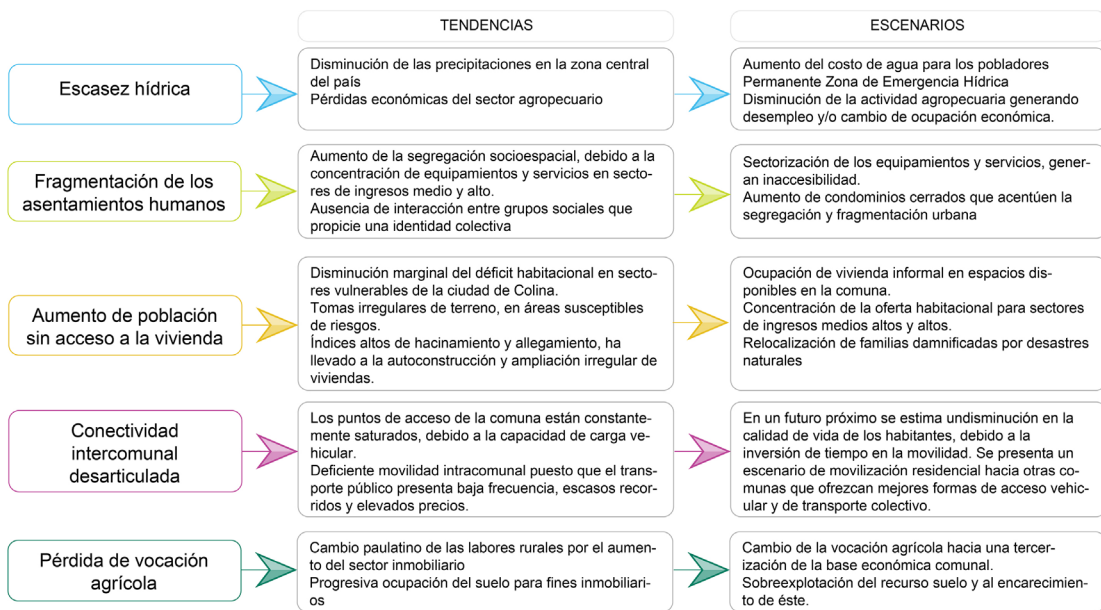 TENDENCIAS
ESCENARIOS
Escasez hídrica
Disminución de las precipitaciones en la zona central
del país
Pérdidas económicas del sector agropecuario
Aumento del costo de agua para los pobladores
Permanente Zona de Emergencia Hídrica
Disminución de la actividad agropecuaria generando
desempleo y/o cambio de ocupación económica.
Fragmentación de los
asentamientos humanos
Aumento de la segregación socioespacial, debido a la
concentración de equipamientos y servicios en secto-
res de ingresos medio y alto.
Ausencia de interacción entre grupos sociales que
propicie una identidad colectiva
Sectorización de los equipamientos y servicios, gener-
an inaccesibilidad.
Aumento de condominios cerrados que acentúen la
segregación y fragmentación urbana
Aumento de población
sin acceso a la vivienda
Disminución marginal del déficit habitacional en secto-
res vulnerables de la ciudad de Colina.
Tomas irregulares de terreno, en áreas susceptibles
de riesgos.
Índices altos de hacinamiento y allegamiento, ha
llevado a la autoconstrucción y ampliación irregular de
viviendas.
Ocupación de vivienda informal en espacios dis-
ponibles en la comuna.
Concentración de la oferta habitacional para sectores
de ingresos medios altos y altos.
Relocalización de familias damnificadas por desastres
naturales
Conectividad
intercomunal
desarticulada
Los puntos de acceso de la comuna están constante-
mente saturados, debido a la capacidad de carga ve-
hicular.
Deficiente movilidad intracomunal puesto que el trans-
porte público presenta baja frecuencia, escasos recor-
ridos y elevados precios.
En un futuro próximo se estima undisminución en la
calidad de vida de los habitantes, debido a la
inversión de tiempo en la movilidad. Se presenta un
escenario de movilización residencial hacia otras co-
munas que ofrezcan mejores formas de acceso vehic-
ular y de transporte colectivo.
Pérdida de vocación
agrícola
Cambio paulatino de las labores rurales por el aumen-
to del sector inmobiliario
Progresiva ocupación del suelo para fines inmobiliari-
os
Cambio de la vocación agrícola hacia una tercer-
ización de la base económica comunal.
Sobreexplotación del recurso suelo y al encarecimiento
de éste.